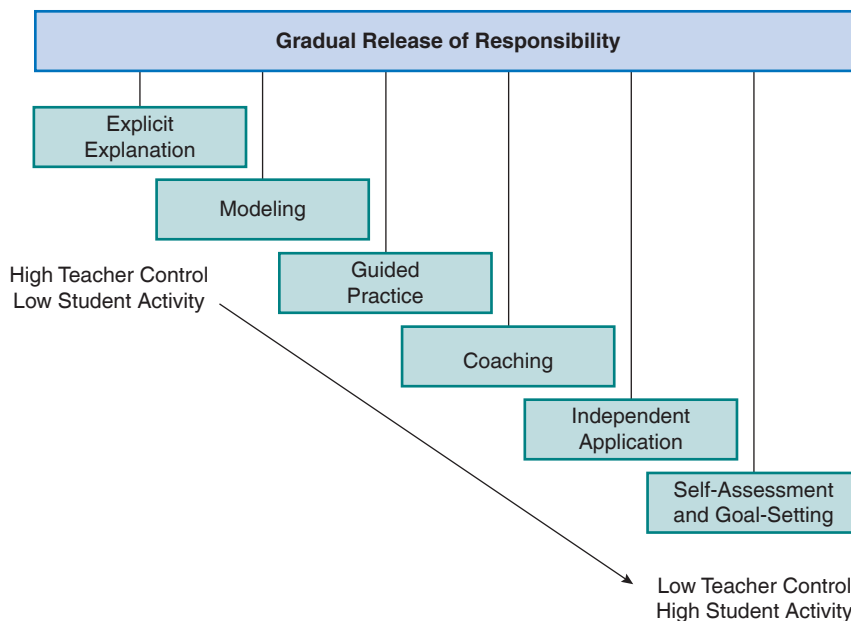 Gradual Release of Responsibility
Explicit
Explanation
Modeling
High Teacher Control
Low Student Activity
Guided
Practice
Coaching
Independent
Application
Self-Assessment
and Goal-Setting
Low Teacher Control
High Student Activity